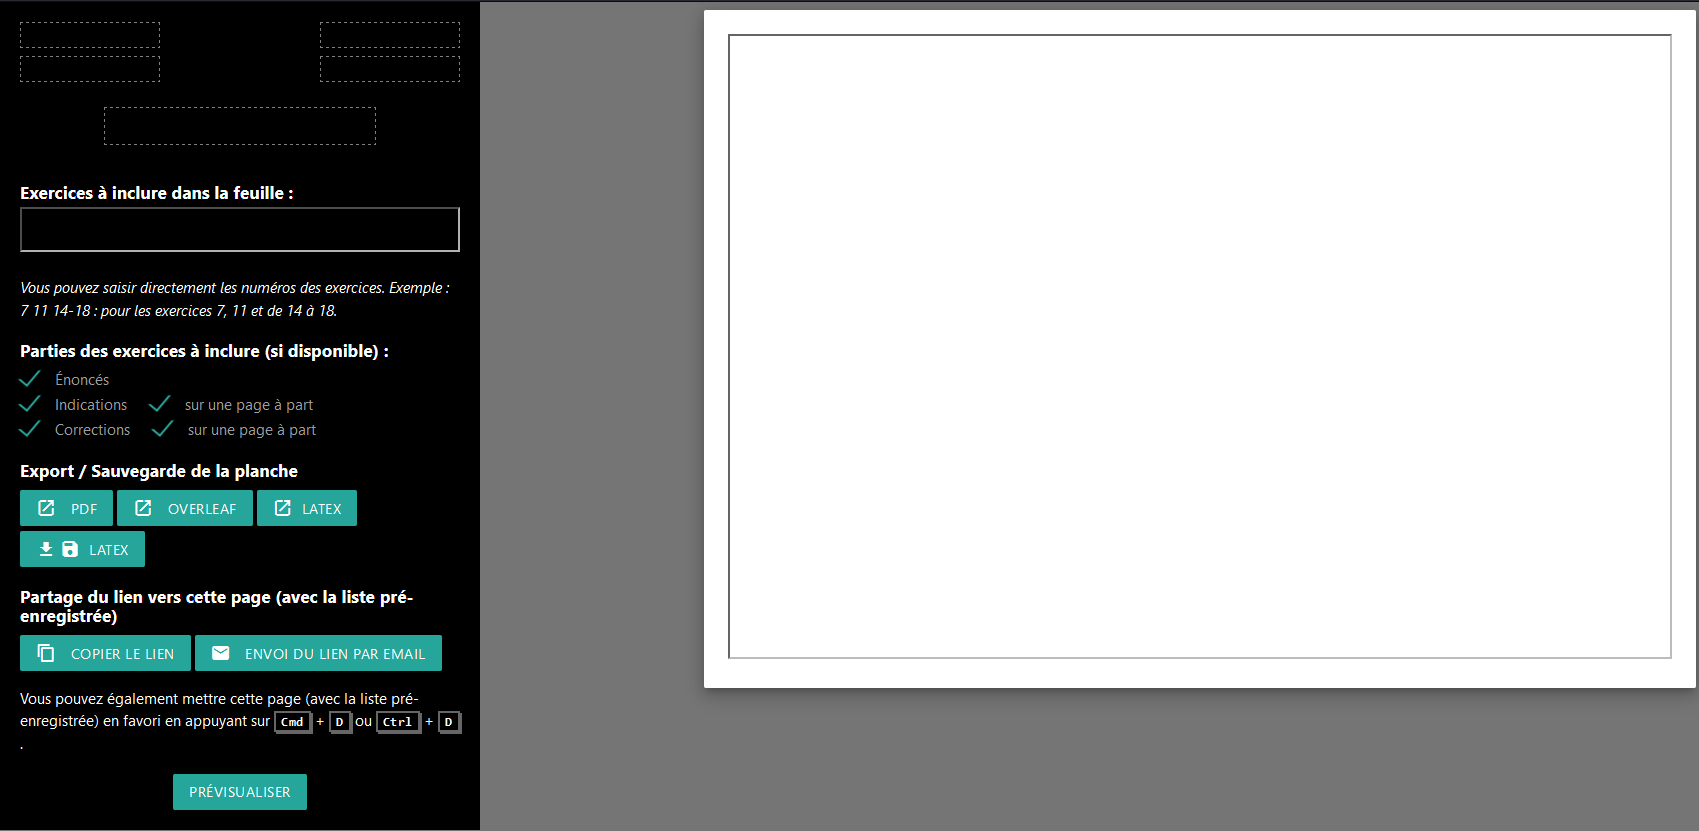 Exercices à inclure dans la feuille :
Vous pouvez saisir directement les numéros des exercices. Exemple :
7 11 14-18 : pour les exercices 7, 11 et de 14 à 18.
Parties des exercices à inclure (si disponible) :
Énoncés
Indications sur une page à part
Corrections sur une page à part
Export / Sauvegarde de la planche
PDF OVERLEAF LATEX
LATEX
Partage du lien vers cette page (avec la liste pré-
enregistrée)
COPIER LE LIEN ENVOI DU LIEN PAR EMAIL
Vous pouvez également mettre cette page (avec la liste pré-
enregistrée) en favori en appuyant sur Cmd + D ou Ctrl + D
.
PRÉVISUALISER